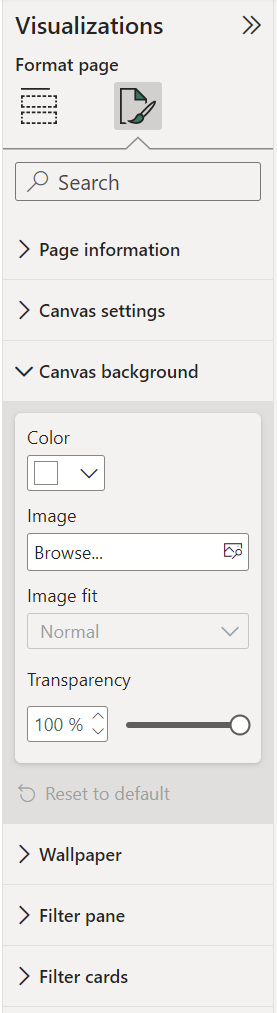 Visualizations
Format page
Search
Page information
Canvas settings
Canvas background
Color
Image
Browse...
Image fit
Normal
Transparency
100 %
Reset to default
Wallpaper
Filter pane
Filter cards